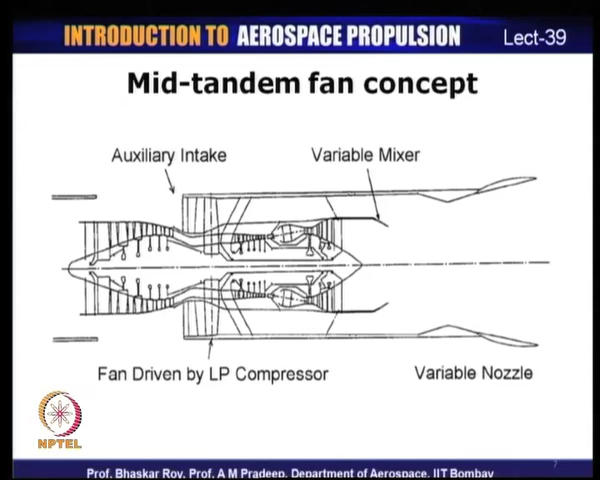 INTRODUCTION TO AEROSPACE PROPULSION Lect-39
Mid-tandem fan concept
Auxiliary Intake Variable Mixer
Fan Driven by LP Compressor Variable Nozzle
NPTEL
7
Prof. Bhaskar Roy, Prof. A M Pradeep, Department of Aerospace, IIT Bombay